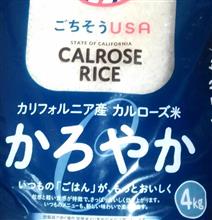 ごちそうUSA
STATE OF CALIFORNIA
CALROSE
RICE
カリフォルニア産 カルローズ米
かろやか
いつもの「ごはん」が、もっとおいしく
4kg